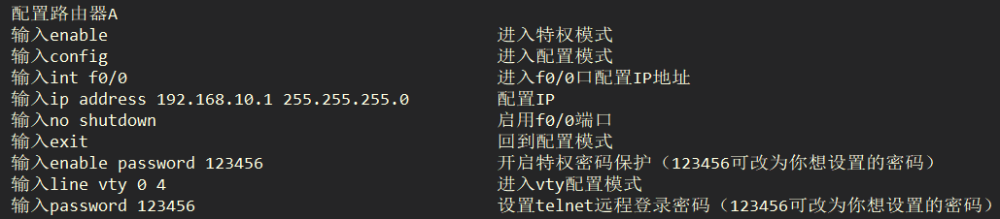 配置路由器A
输入enable 进入特权模式
输入config 进入配置模式
输入int f0/0 进入f0/0口配置IP地址
输入ip address 192.168.10.1 255.255.255.0 配置IP
输入no shutdown 启用f0/0端口
输入exit 回到配置模式
输入enable password 123456 开启特权密码保护（123456可改为你想设置的密码）
输入line vty 0 4 进入vty配置模式
输入password 123456 设置telnet远程登录密码（123456可改为你想设置的密码）